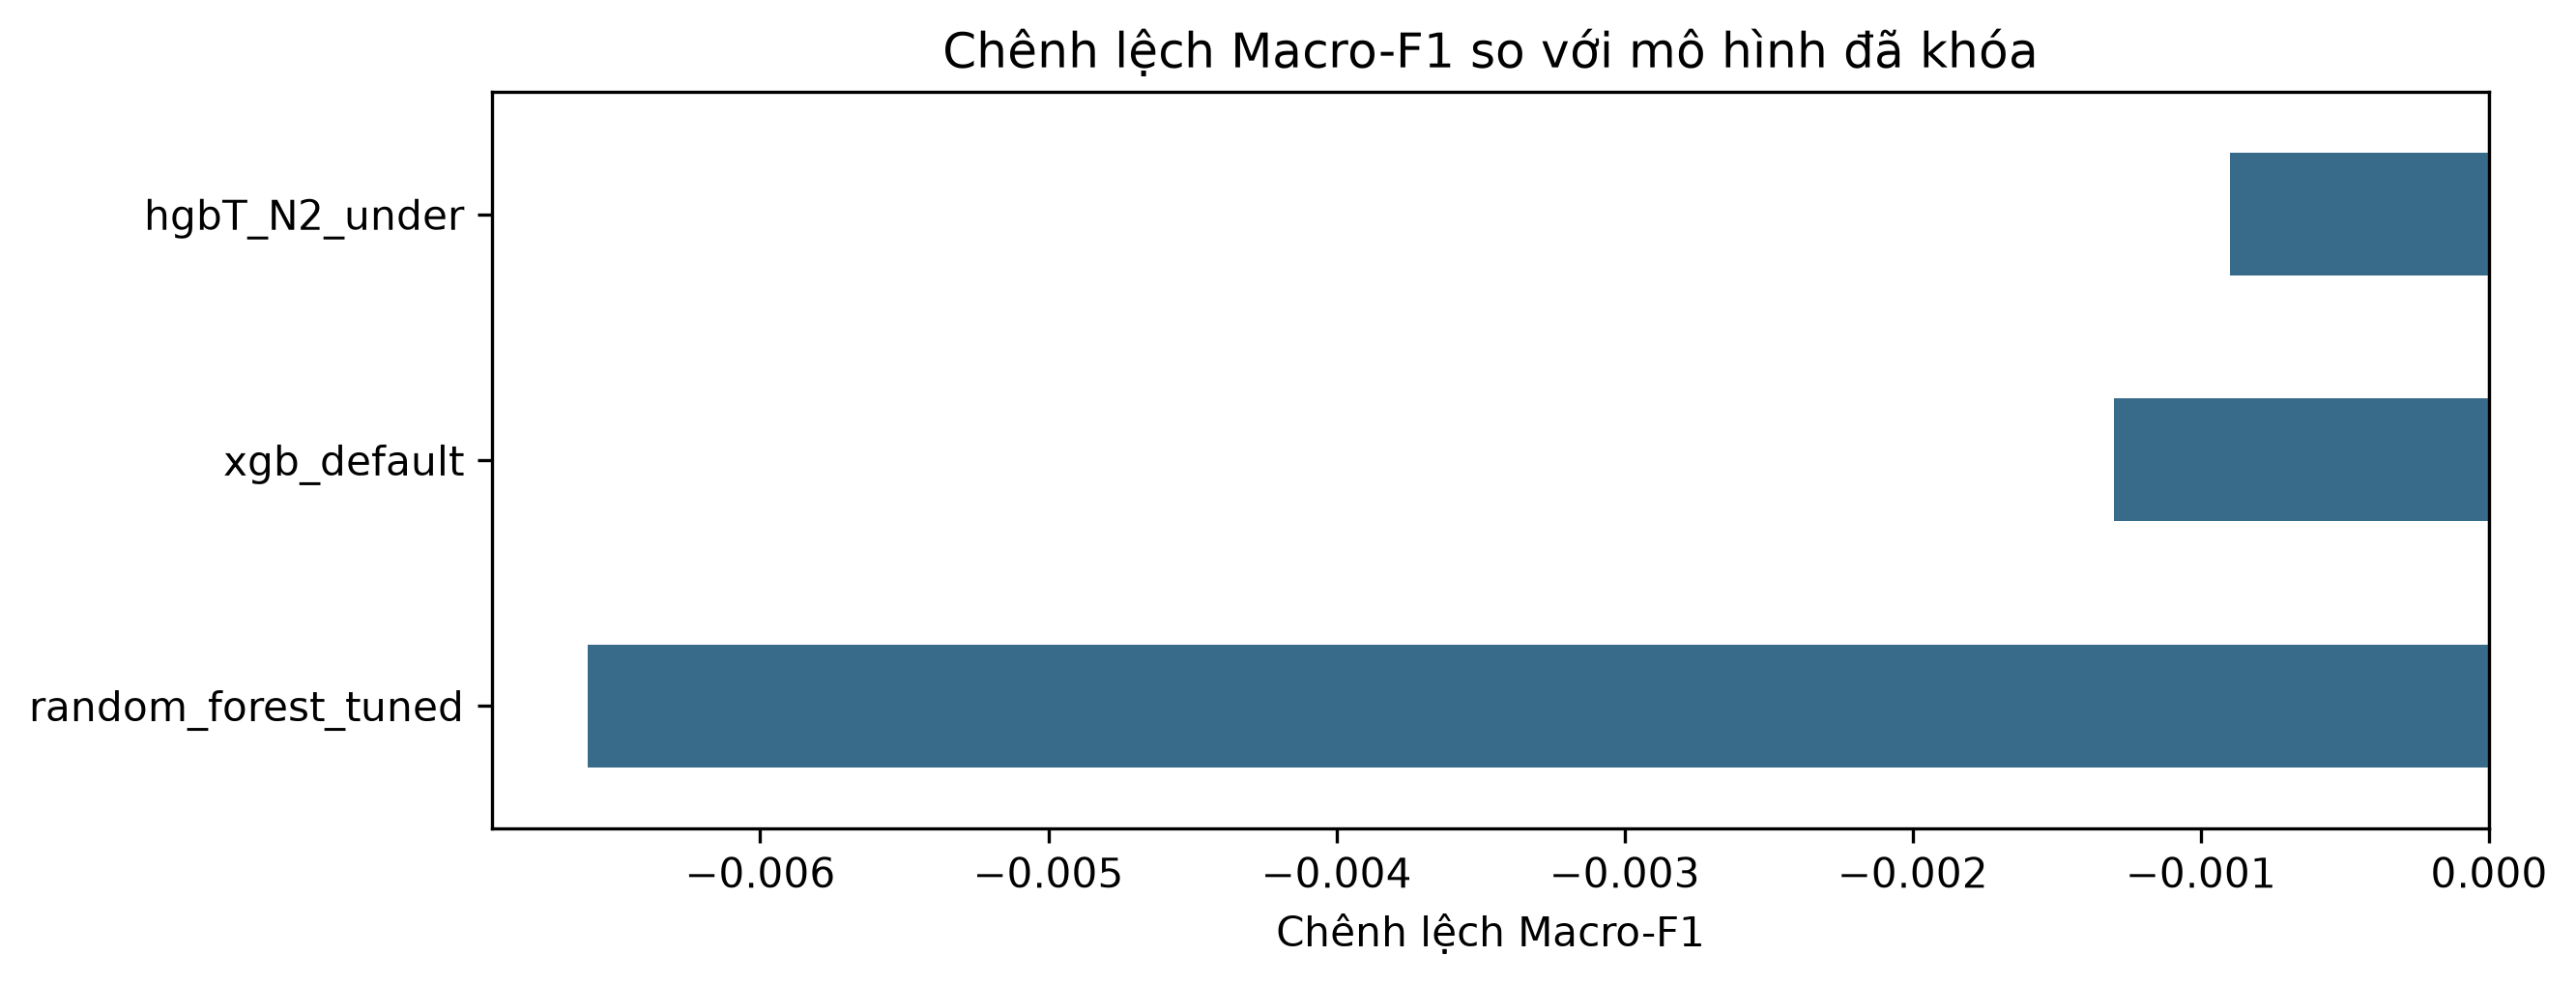 Chênh lệch Macro-F1 so với mô hình đã khóa
hgbT_N2_under
xgb_default
random_forest_tuned
−0.006 −0.005 −0.004 −0.003 −0.002 −0.001 0.000
Chênh lệch Macro-F1